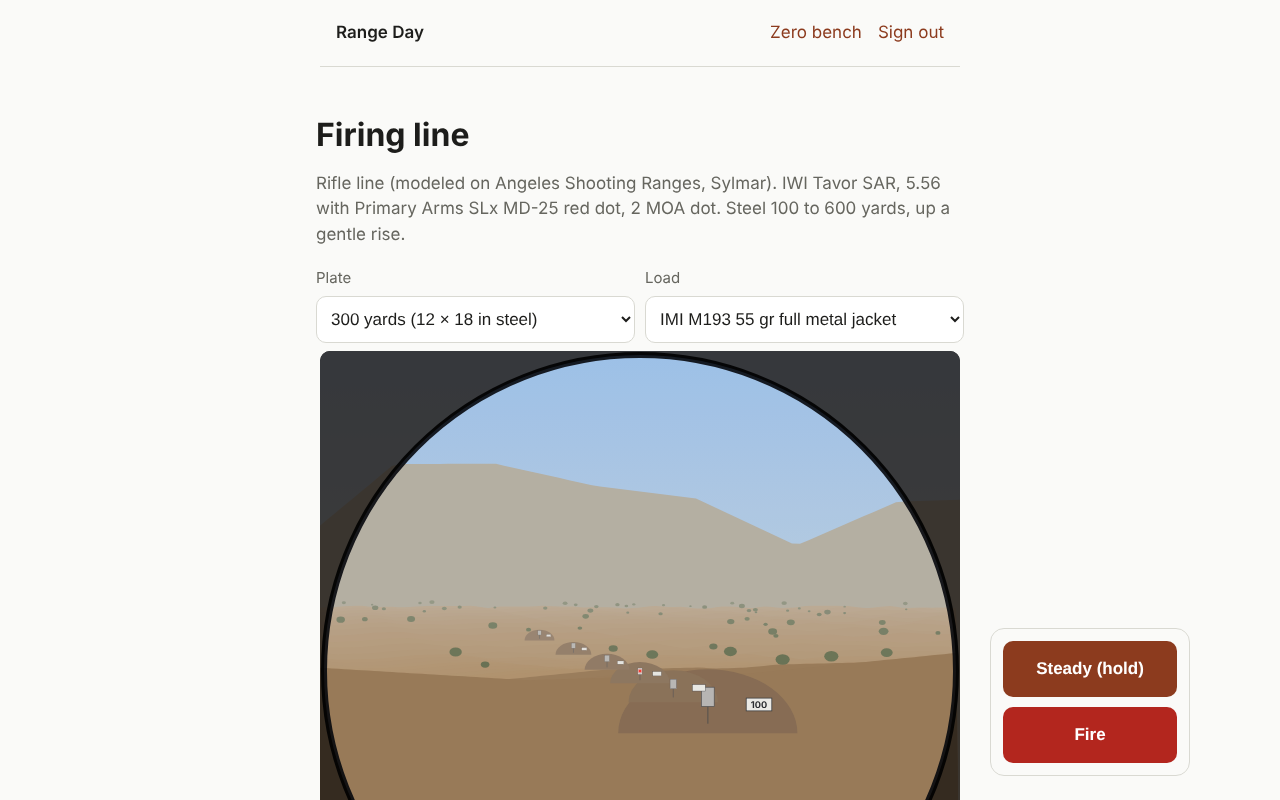 Range Day
Zero bench
Sign out
Firing line
Rifle line (modeled on Angeles Shooting Ranges, Sylmar). IWI Tavor SAR, 5.56
with Primary Arms SLx MD-25 red dot, 2 MOA dot. Steel 100 to 600 yards, up a
gentle rise.
Plate
Load
300 yards (12 × 18 in steel)
IMI M193 55 gr full metal jacket
100
Steady (hold)
Fire